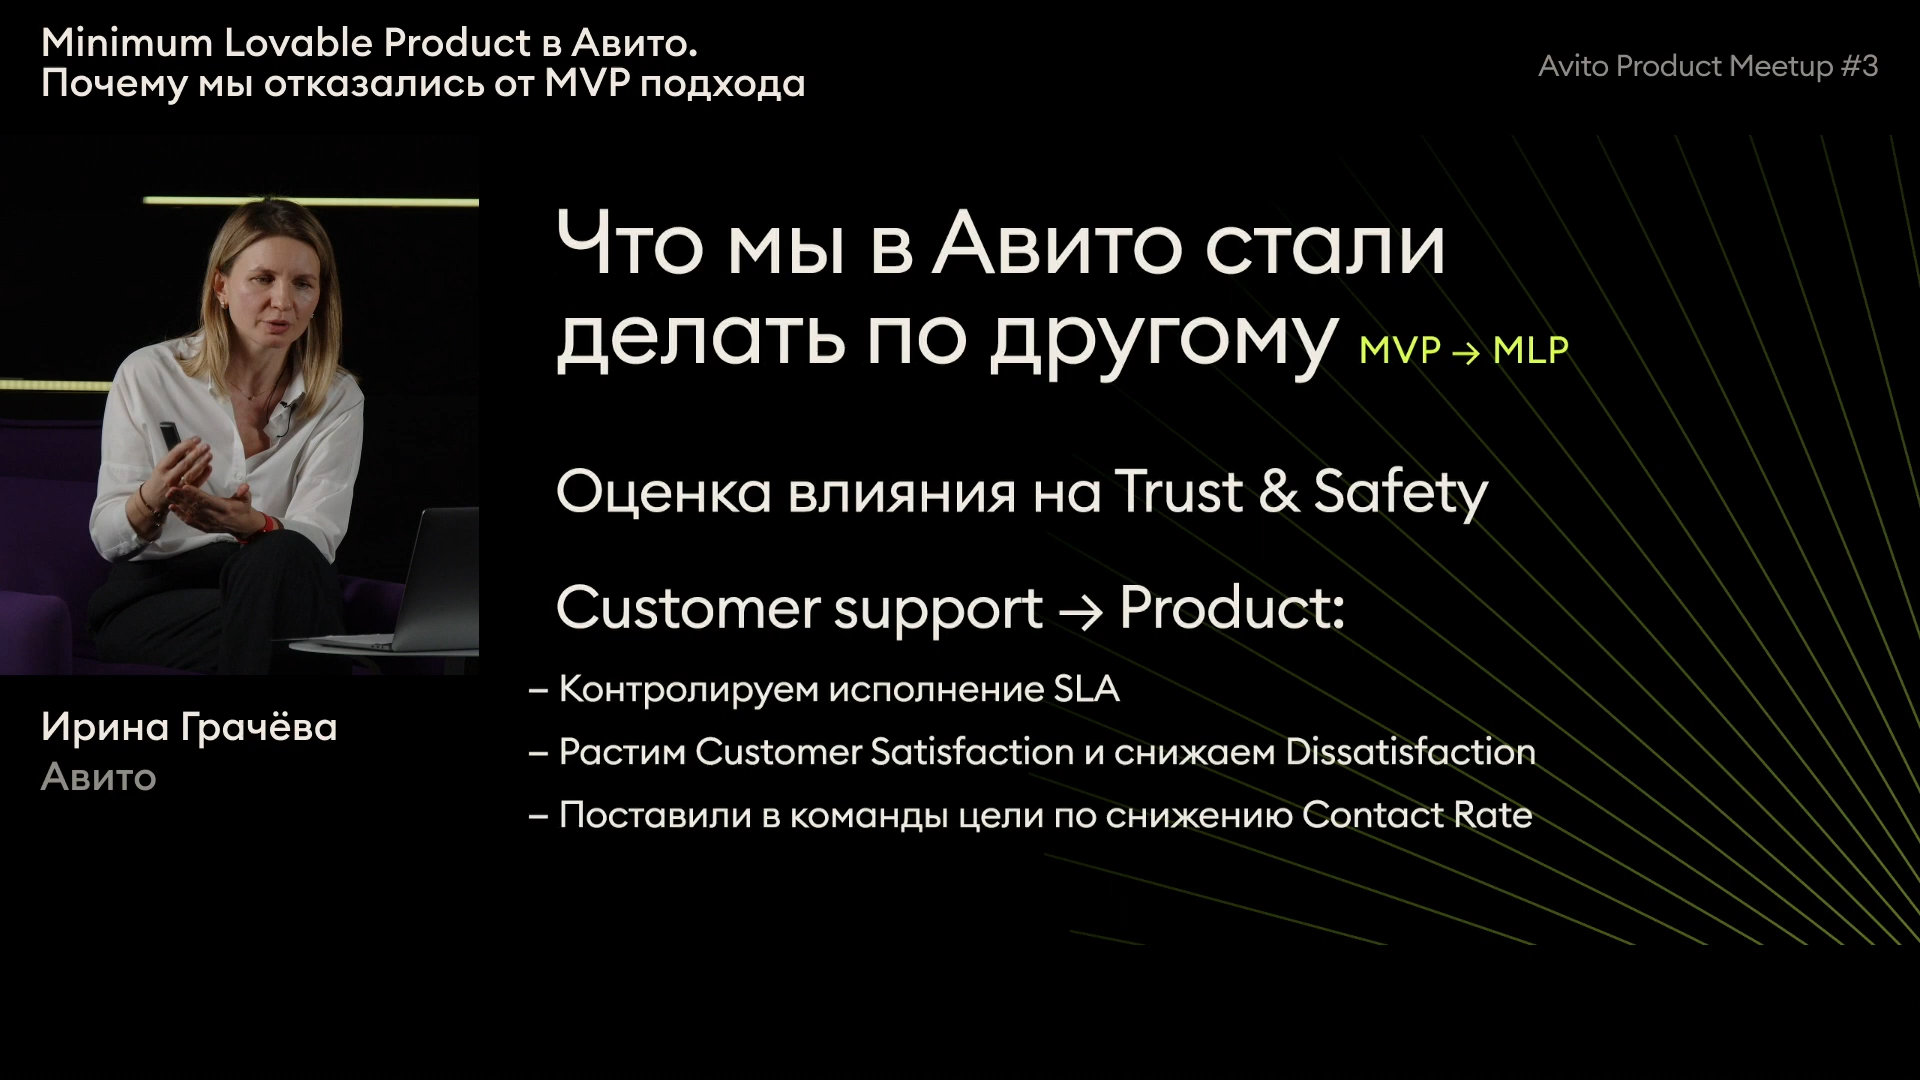 Minimum Lovable Product в Авито.
Почему мы отказались от MVP подхода
Avito Product Meetup #3
Что мы в Авито стали
делать по другому MVP → MLP
Оценка влияния на Trust & Safety
Customer support → Product:
– Контролируем исполнение SLA
– Растим Customer Satisfaction и снижаем Dissatisfaction
– Поставили в команды цели по снижению Contact Rate
Ирина Грачёва
Авито